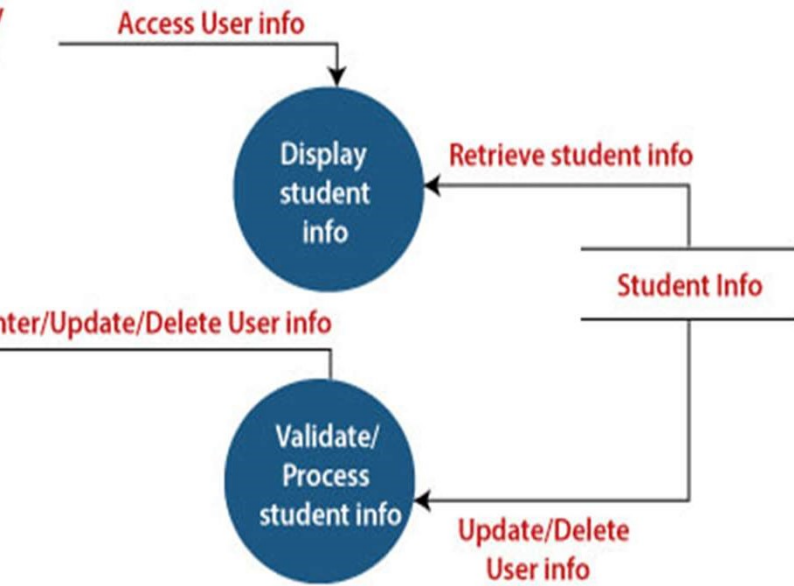 Access User info
Display
student
info
Retrieve student info
Student Info
nter/Update/Delete User info
Validate/
Process
student info
Update/Delete
User info